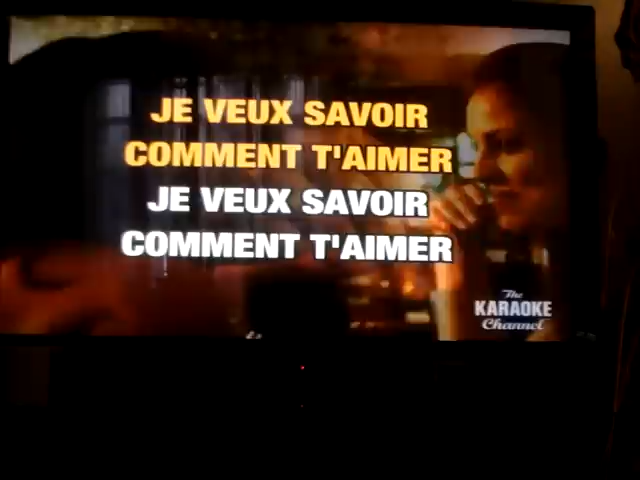 JE VEUX SAVOIR
COMMENT T'AIMER
JE VEUX SAVOIR
COMMENT T'AIMER
The
KARAOKE
Channel